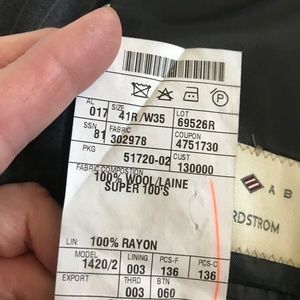 AL SIZE LOT
017 41R/W35 69526R
SSN FABRIC COUPON
81 302978 4751730
PKG CUST
51720-02 130000
FABRIC COMPOSTION
100% WOOL/LAINE
SUPER 100'S
LIN: 100% RAYON
MODEL LINING PCS-F PCS-C
1420/2 003 136 136
EXPORT THRD BTN
003 060
A B
RDSTROM